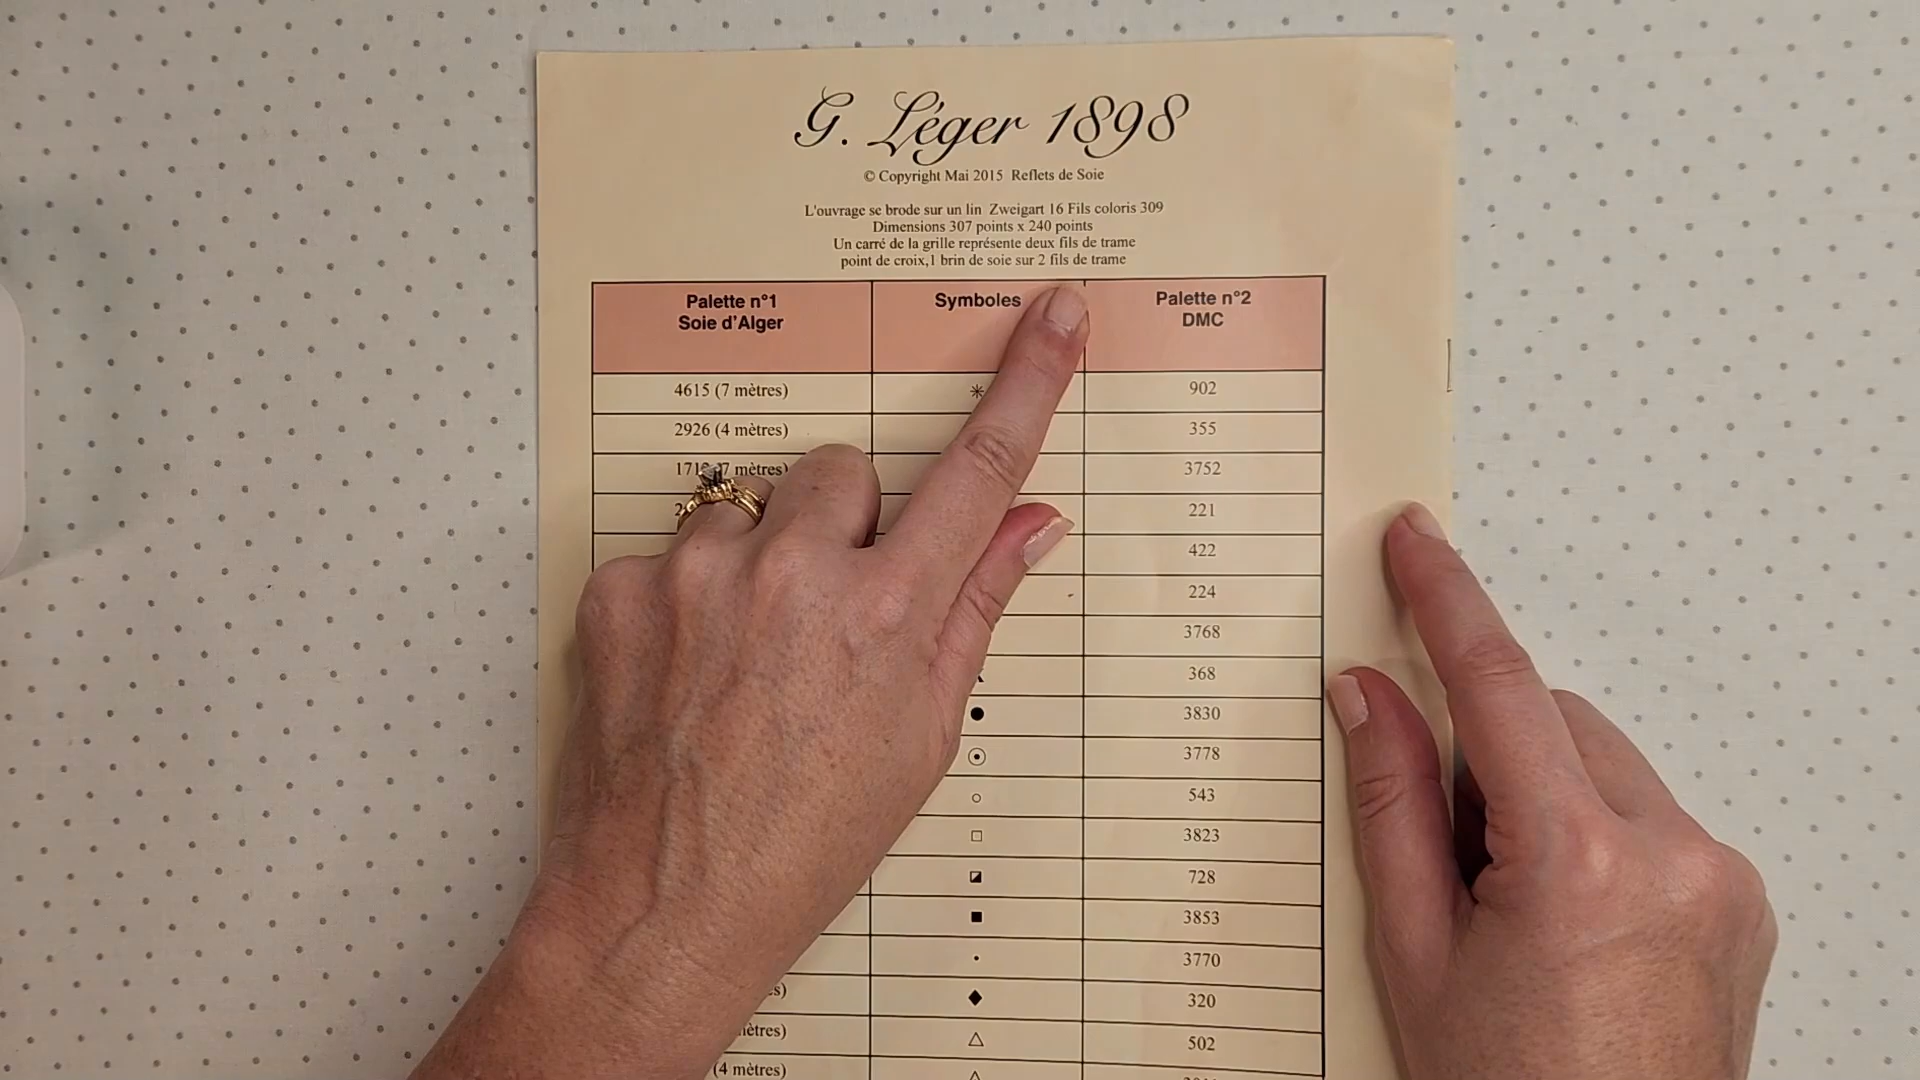 G. Léger 1898
© Copyright Mai 2015 Reflets de Soie
L'ouvrage se brode sur un lin Zweigart 16 Fils coloris 309
Dimensions 307 points x 240 points
Un carré de la grille représente deux fils de trame
point de croix,1 brin de soie sur 2 fils de trame
Palette n°1 Symboles Palette n°2
Soie d'Alger DMC
4615 (7 mètres) 902
2926 (4 mètres) 355
mètres) 3752
221
422
224
3768
368
3830
3778
543
3823
728
3853
3770
320
502
(4 mètres)